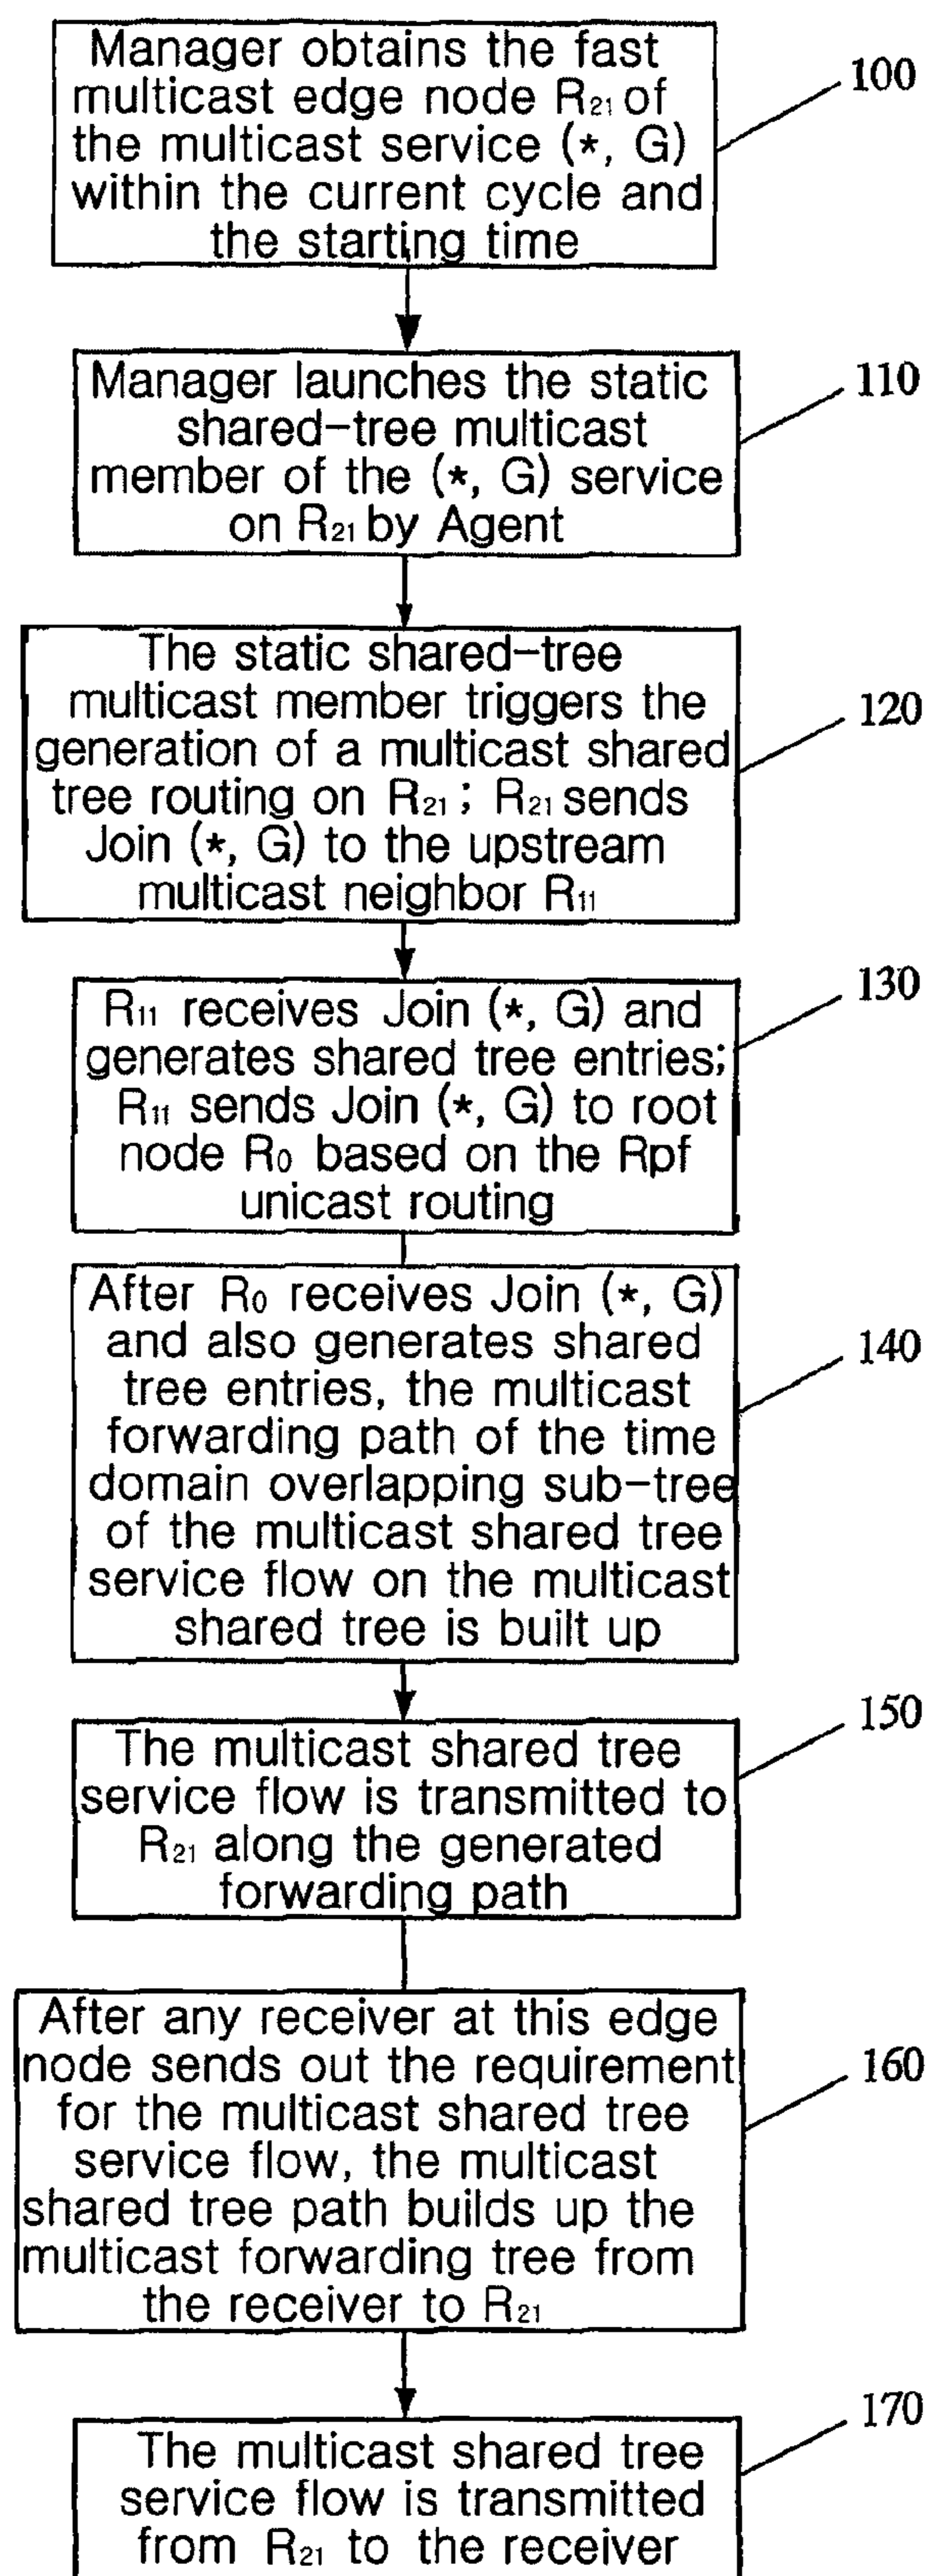 Manager obtains the fast
multicast edge node R₂₁ of
the multicast service (*, G)
within the current cycle and
the starting time
100
Manager launches the static
shared-tree multicast
member of the (*, G) service
on R₂₁ by Agent
110
The static shared-tree
multicast member triggers the
generation of a multicast shared
tree routing on R₂₁ ; R₂₁ sends
Join (*, G) to the upstream
multicast neighbor R₁₁
120
R₁₁ receives Join (*, G) and
generates shared tree entries;
R₁₁ sends Join (*, G) to root
node R₀ based on the Rpf
unicast routing
130
After R₀ receives Join (*, G)
and also generates shared
tree entries, the multicast
forwarding path of the time
domain overlapping sub-tree
of the multicast shared tree
service flow on the multicast
shared tree is built up
140
The multicast shared tree
service flow is transmitted to
R₂₁ along the generated
forwarding path
150
After any receiver at this edge
node sends out the requirement
for the multicast shared tree
service flow, the multicast
shared tree path builds up the
multicast forwarding tree from
the receiver to R₂₁
160
The multicast shared tree
service flow is transmitted
from R₂₁ to the receiver
170